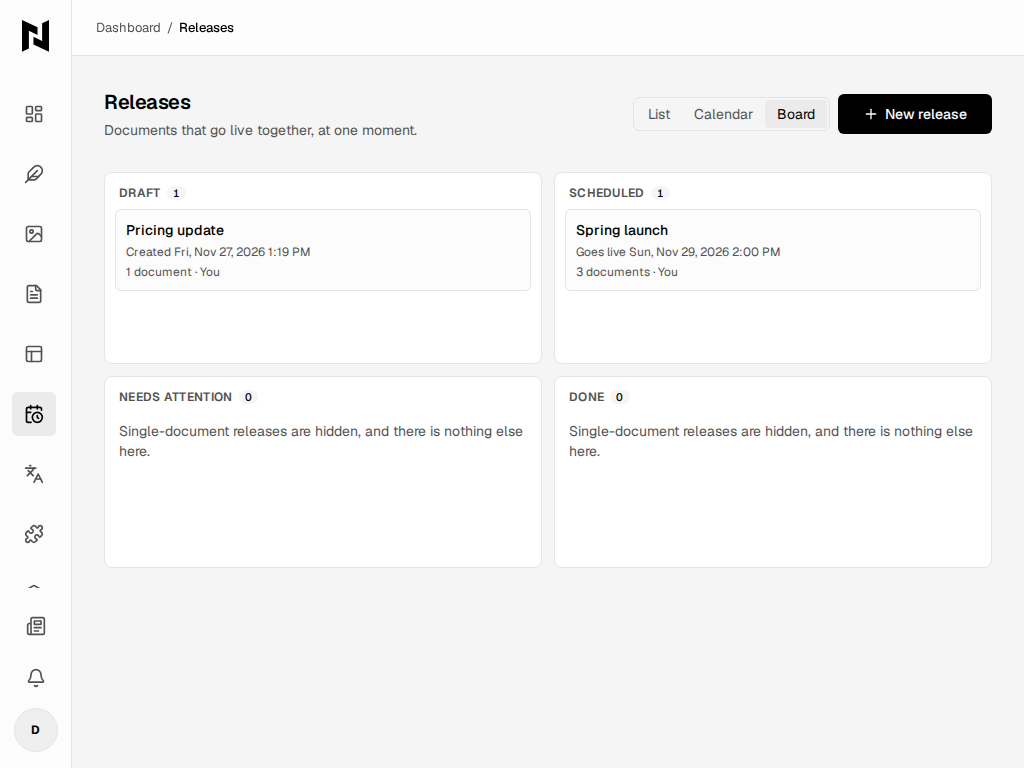 Dashboard / Releases
Releases
Documents that go live together, at one moment.
List Calendar Board
+ New release
DRAFT 1
Pricing update
Created Fri, Nov 27, 2026 1:19 PM
1 document · You
SCHEDULED 1
Spring launch
Goes live Sun, Nov 29, 2026 2:00 PM
3 documents · You
NEEDS ATTENTION 0
Single-document releases are hidden, and there is nothing else
here.
DONE 0
Single-document releases are hidden, and there is nothing else
here.
D